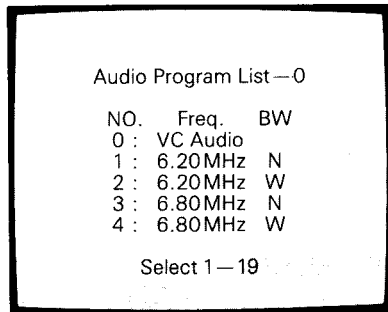 Audio Program List—0
NO. Freq. BW
0 : VC Audio
1 : 6.20MHz N
2 : 6.20MHz W
3 : 6.80MHz N
4 : 6.80MHz W
Select 1—19